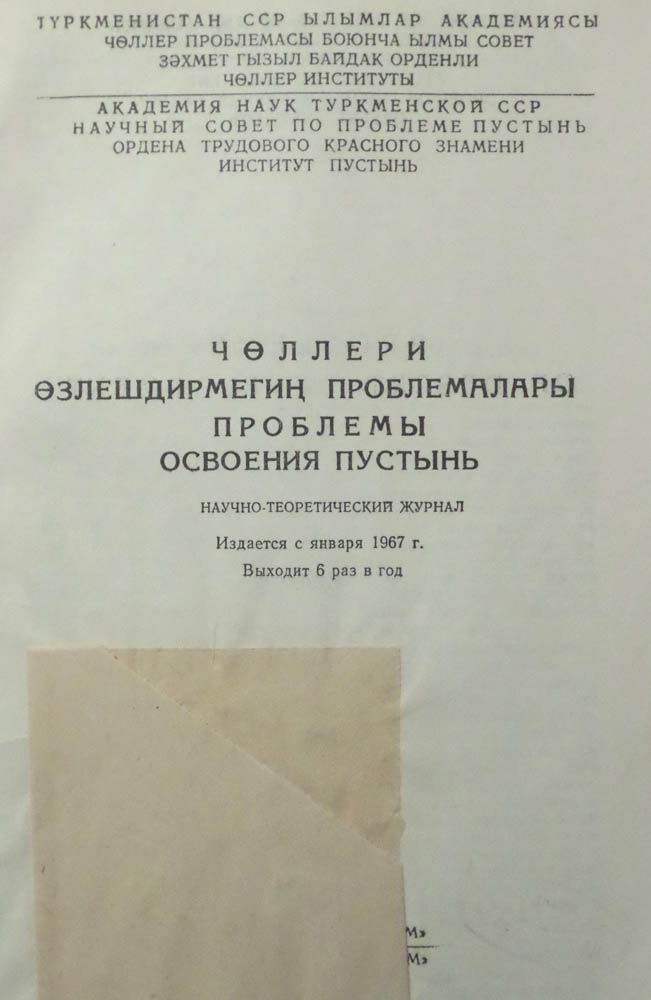 ТҮРКМЕНИСТАН ССР ЫЛЫМЛАР АКАДЕМИЯСЫ
ЧӨЛЛЕР ПРОБЛЕМАСЫ БОЮНЧА ЫЛМЫ СОВЕТ
ЗӘХМЕТ ГЫЗЫЛ БАЙДАК ОРДЕНЛИ
ЧӨЛЛЕР ИНСТИТУТЫ
АКАДЕМИЯ НАУК ТУРКМЕНСКОЙ ССР
НАУЧНЫЙ СОВЕТ ПО ПРОБЛЕМЕ ПУСТЫНЬ
ОРДЕНА ТРУДОВОГО КРАСНОГО ЗНАМЕНИ
ИНСТИТУТ ПУСТЫНЬ
ЧӨЛЛЕРИ
ӨЗЛЕШДИРМЕГИҢ ПРОБЛЕМАЛАРЫ
ПРОБЛЕМЫ
ОСВОЕНИЯ ПУСТЫНЬ
НАУЧНО-ТЕОРЕТИЧЕСКИЙ ЖУРНАЛ
Издается с января 1967 г.
Выходит 6 раз в год
М»
М»